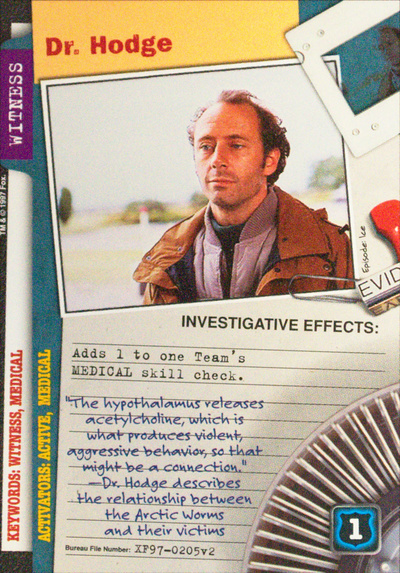 Dr. Hodge
WITNESS
TM & © 1997 Fox.
Episode: Ice
EVID
INVESTIGATIVE EFFECTS:
Adds 1 to one Team's
MEDICAL skill check.
KEYWORDS: WITNESS, MEDICAL
ACTIVATORS: ACTIVE, MEDICAL
"The hypothalamus releases
acetylcholine, which is
what produces violent,
aggressive behavior, so that
might be a connection."
—Dr. Hodge describes
the relationship between
the Arctic Worms
and their victims
1
Bureau File Number: XF97-0205v2